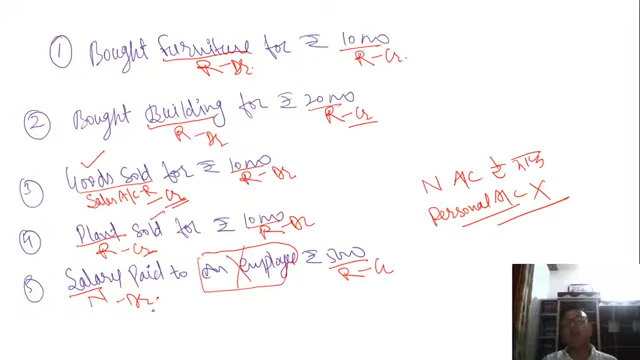 ① Bought furniture for ₹ 10000
R-Dr. R-Cr.
② Bought Building for ₹ 20000
R-Dr R-Cr
③ Goods Sold for ₹ 10000
Sales A/C-R-Cr R-Dr
④ Plant Sold for ₹ 10000
R-Cr R-Dr
⑤ Salary Paid to an employee ₹ 5000
N-Dr. R-Cr
N A/C के साथ
Personal A/C X